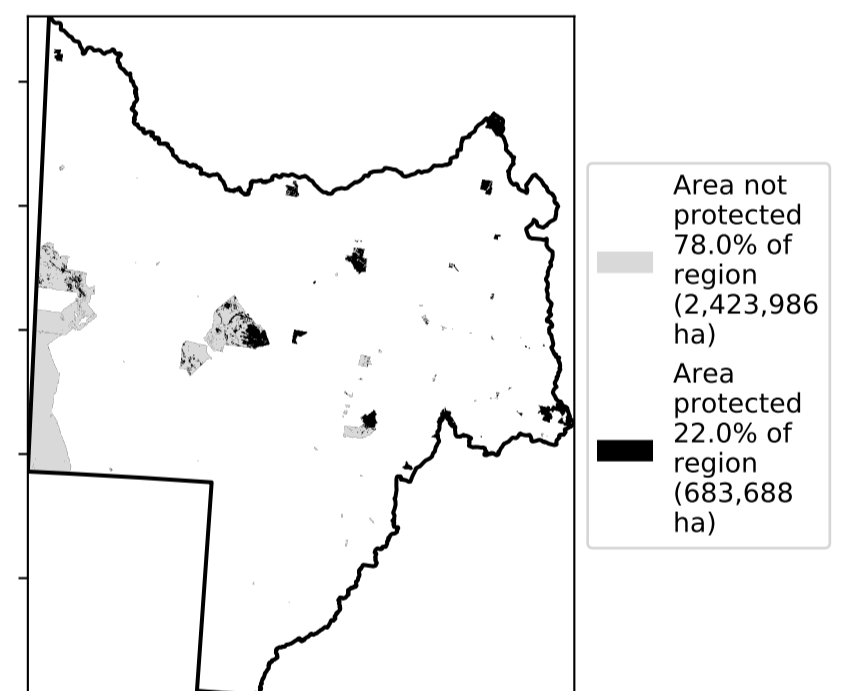 Area not
protected
78.0% of
region
(2,423,986
ha)
Area
protected
22.0% of
region
(683,688
ha)